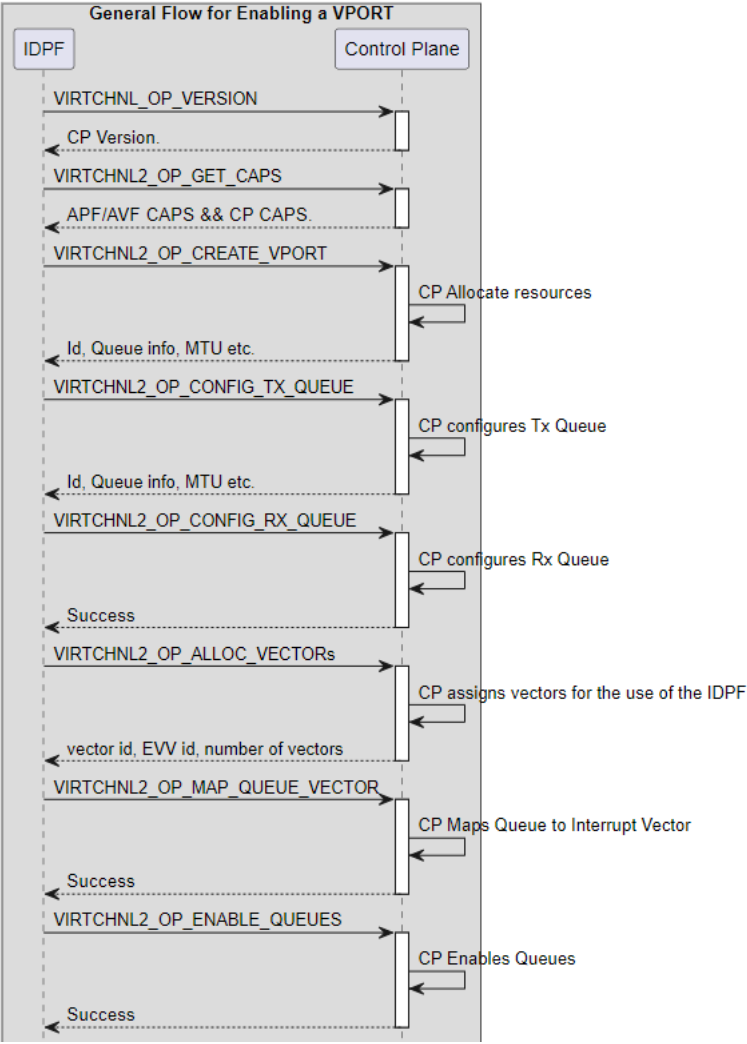 General Flow for Enabling a VPORT
IDPF
Control Plane
VIRTCHNL_OP_VERSION
CP Version.
VIRTCHNL2_OP_GET_CAPS
APF/AVF CAPS && CP CAPS.
VIRTCHNL2_OP_CREATE_VPORT
CP Allocate resources
Id, Queue info, MTU etc.
VIRTCHNL2_OP_CONFIG_TX_QUEUE
CP configures Tx Queue
Id, Queue info, MTU etc.
VIRTCHNL2_OP_CONFIG_RX_QUEUE
CP configures Rx Queue
Success
VIRTCHNL2_OP_ALLOC_VECTORs
CP assigns vectors for the use of the IDPF
vector id, EVV id, number of vectors
VIRTCHNL2_OP_MAP_QUEUE_VECTOR
CP Maps Queue to Interrupt Vector
Success
VIRTCHNL2_OP_ENABLE_QUEUES
CP Enables Queues
Success